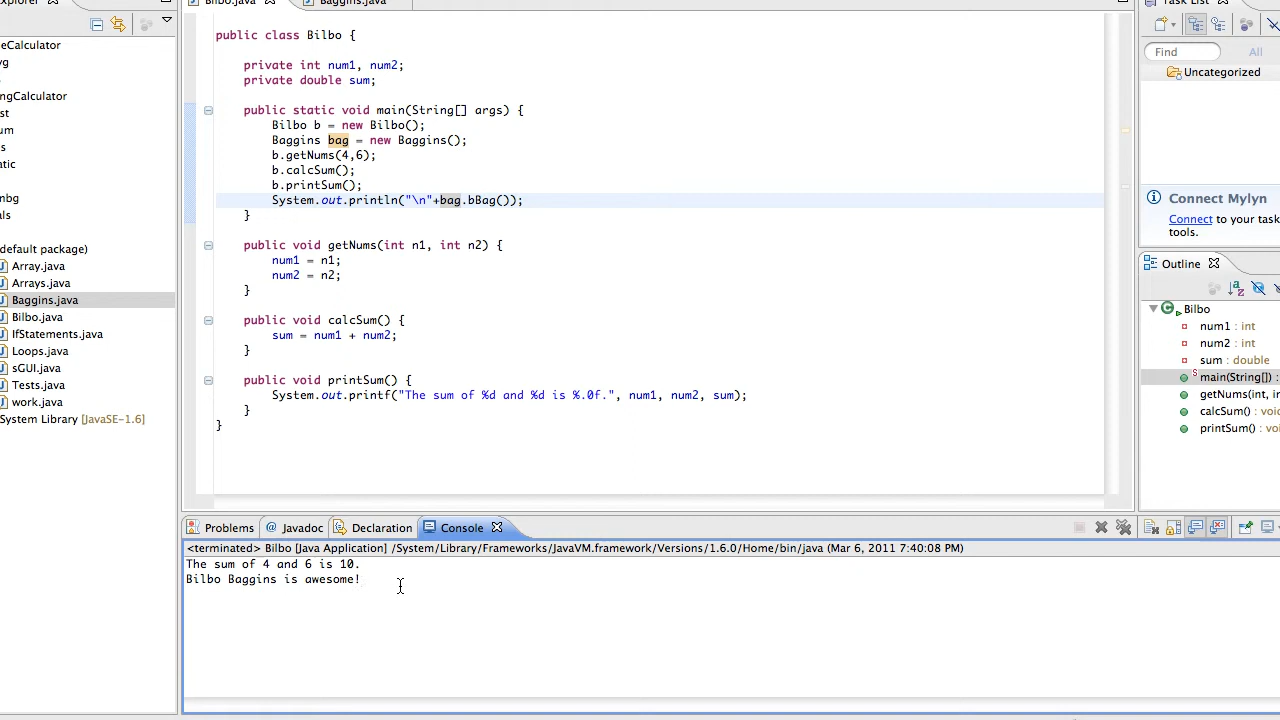 Bilbo.java
Baggins.java
Task List
eCalculator
ngCalculator
Find
All
Uncategorized
(default package)
Array.java
Arrays.java
Baggins.java
Bilbo.java
IfStatements.java
Loops.java
sGUI.java
Tests.java
work.java
System Library [JavaSE-1.6]
public class Bilbo {
private int num1, num2;
private double sum;
public static void main(String[] args) {
Bilbo b = new Bilbo();
Baggins bag = new Baggins();
b.getNums(4,6);
b.calcSum();
b.printSum();
System.out.println("\n"+bag.bBag());
}
public void getNums(int n1, int n2) {
num1 = n1;
num2 = n2;
}
public void calcSum() {
sum = num1 + num2;
}
public void printSum() {
System.out.printf("The sum of %d and %d is %.0f.", num1, num2, sum);
}
}
Connect Mylyn
Connect to your task
tools.
Outline
Bilbo
num1 : int
num2 : int
sum : double
main(String[]) :
getNums(int, in
calcSum() : void
printSum() : voi
Problems
@ Javadoc
Declaration
Console
<terminated> Bilbo [Java Application] /System/Library/Frameworks/JavaVM.framework/Versions/1.6.0/Home/bin/java (Mar 6, 2011 7:40:08 PM)
The sum of 4 and 6 is 10.
Bilbo Baggins is awesome!